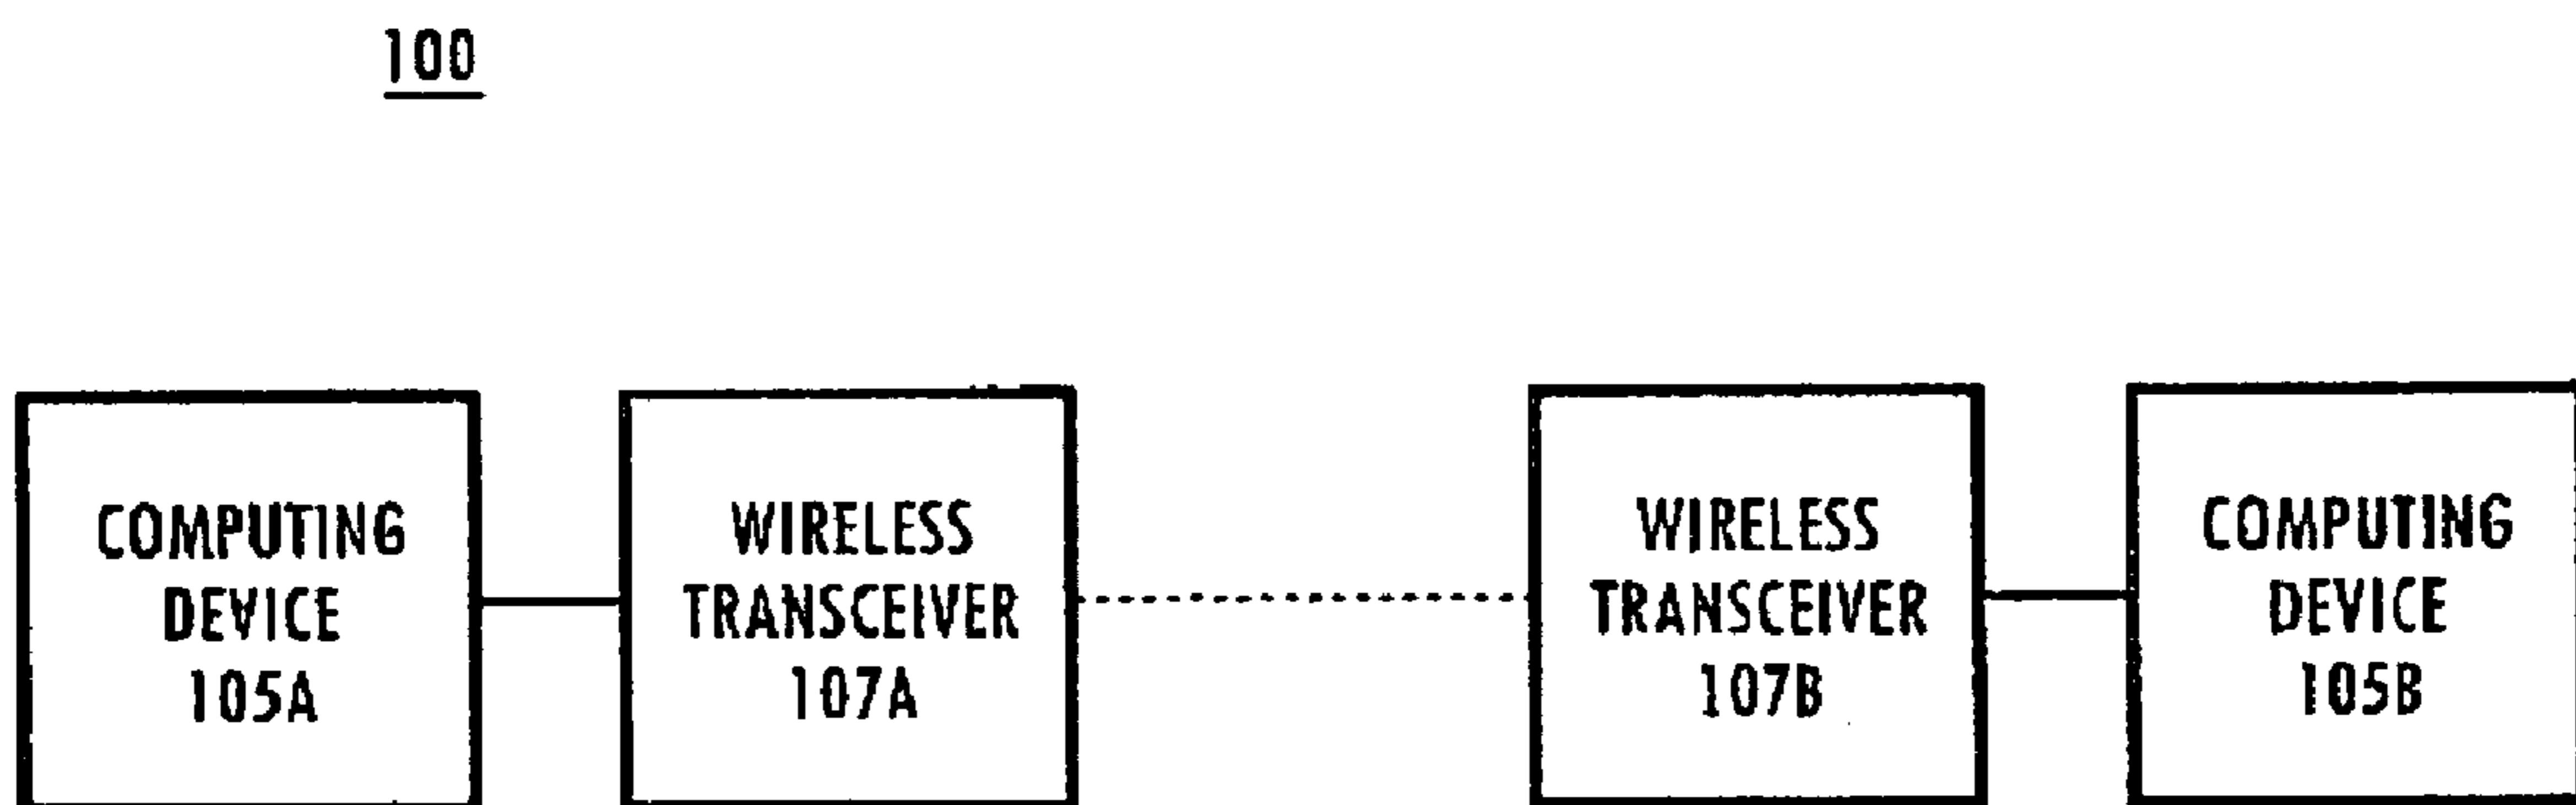 100
COMPUTING
DEVICE
105A
WIRELESS
TRANSCEIVER
107A
WIRELESS
TRANSCEIVER
107B
COMPUTING
DEVICE
105B